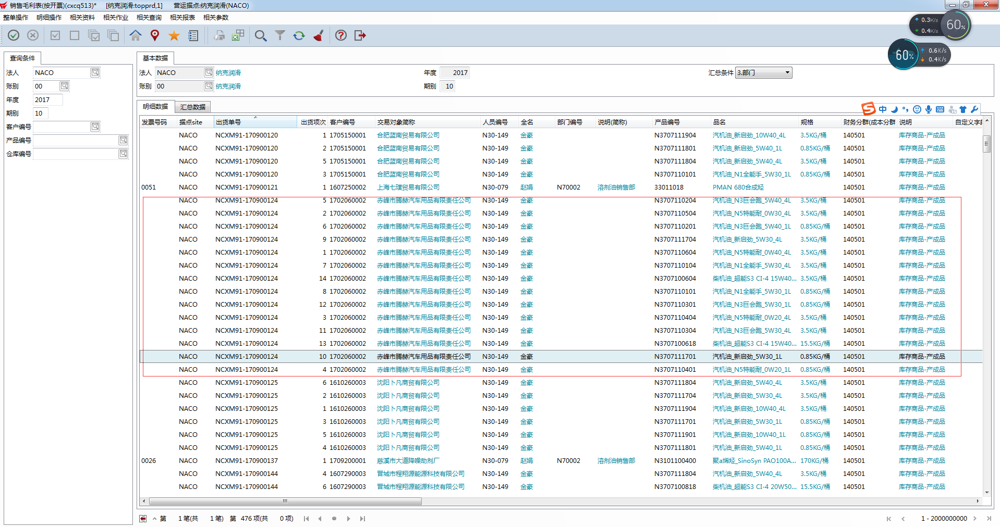 销售毛利表(按开票)(cxcq513)* [纳克润滑:topprd,1] 营运据点:纳克润滑(NACO)
整单操作 明细操作 相关资料 相关作业 相关查询 相关报表 相关参数
0.3K/s
0.4K/s
60%
60%
0.6K/s
0.4K/s
查询条件
法人 NACO
账别 00
年度 2017
期别 10
客户编号
产品编号
仓库编号
基本数据
法人 NACO 纳克润滑 年度 2017 汇总条件 3.部门
账别 00 纳克润滑 期别 10
明细数据 汇总数据
中
发票号码 据点site 出货单号 出货项次 客户编号 交易对象简称 人员编号 全名 部门编号 说明(简称) 产品编号 品名 规格 财务分群(成本分群 说明 自定义字段
NACO NCXM91-170900120 1 1705150001 合肥蓝南贸易有限公司 N30-149 金豪 N3707111904 汽机油_新启劲_10W40_4L 3.5KG/桶 140501 库存商品-产成品
NACO NCXM91-170900120 2 1705150001 合肥蓝南贸易有限公司 N30-149 金豪 N3707111801 汽机油_新启劲_5W40_1L 0.85KG/桶 140501 库存商品-产成品
NACO NCXM91-170900120 5 1705150001 合肥蓝南贸易有限公司 N30-149 金豪 N3707111804 汽机油_新启劲_5W40_4L 3.5KG/桶 140501 库存商品-产成品
NACO NCXM91-170900120 3 1705150001 合肥蓝南贸易有限公司 N30-149 金豪 N3707110101 汽机油_N1全能手_5W30_1L 0.85KG/桶 140501 库存商品-产成品
0051 NACO NCXM91-170900121 1 1607250002 上海七璞贸易有限公司 N30-079 赵娟 N70002 溶剂油销售部 33011018 PMAN 680合成烃 140501 库存商品-产成品
NACO NCXM91-170900124 5 1702060002 赤峰市腾赫汽车用品有限责任公司 N30-149 金豪 N3707110204 汽机油_N3巨会跑_5W40_4L 3.5KG/桶 140501 库存商品-产成品
NACO NCXM91-170900124 2 1702060002 赤峰市腾赫汽车用品有限责任公司 N30-149 金豪 N3707110504 汽机油_N5特能耐_0W30_4L 3.5KG/桶 140501 库存商品-产成品
NACO NCXM91-170900124 6 1702060002 赤峰市腾赫汽车用品有限责任公司 N30-149 金豪 N3707110201 汽机油_N3巨会跑_5W40_1L 0.85KG/桶 140501 库存商品-产成品
NACO NCXM91-170900124 9 1702060002 赤峰市腾赫汽车用品有限责任公司 N30-149 金豪 N3707111704 汽机油_新启劲_5W30_4L 3.5KG/桶 140501 库存商品-产成品
NACO NCXM91-170900124 1 1702060002 赤峰市腾赫汽车用品有限责任公司 N30-149 金豪 N3707110604 汽机油_N5特能耐_0W40_4L 3.5KG/桶 140501 库存商品-产成品
NACO NCXM91-170900124 7 1702060002 赤峰市腾赫汽车用品有限责任公司 N30-149 金豪 N3707110104 汽机油_N1全能手_5W30_4L 3.5KG/桶 140501 库存商品-产成品
NACO NCXM91-170900124 14 1702060002 赤峰市腾赫汽车用品有限责任公司 N30-149 金豪 N3707100604 柴机油_超能S3 CI-4 15W40... 3.5KG/桶 140501 库存商品-产成品
NACO NCXM91-170900124 8 1702060002 赤峰市腾赫汽车用品有限责任公司 N30-149 金豪 N3707110101 汽机油_N1全能手_5W30_1L 0.85KG/桶 140501 库存商品-产成品
NACO NCXM91-170900124 12 1702060002 赤峰市腾赫汽车用品有限责任公司 N30-149 金豪 N3707110301 汽机油_N3巨会跑_5W30_1L 0.85KG/桶 140501 库存商品-产成品
NACO NCXM91-170900124 3 1702060002 赤峰市腾赫汽车用品有限责任公司 N30-149 金豪 N3707110404 汽机油_N5特能耐_0W20_4L 3.5KG/桶 140501 库存商品-产成品
NACO NCXM91-170900124 11 1702060002 赤峰市腾赫汽车用品有限责任公司 N30-149 金豪 N3707110304 汽机油_N3巨会跑_5W30_4L 3.5KG/桶 140501 库存商品-产成品
NACO NCXM91-170900124 13 1702060002 赤峰市腾赫汽车用品有限责任公司 N30-149 金豪 N3707100618 柴机油_超能S3 CI-4 15W40... 15.5KG/桶 140501 库存商品-产成品
NACO NCXM91-170900124 10 1702060002 赤峰市腾赫汽车用品有限责任公司 N30-149 金豪 N3707111701 汽机油_新启劲_5W30_1L 0.85KG/桶 140501 库存商品-产成品
NACO NCXM91-170900124 4 1702060002 赤峰市腾赫汽车用品有限责任公司 N30-149 金豪 N3707110401 汽机油_N5特能耐_0W20_1L 0.85KG/桶 140501 库存商品-产成品
NACO NCXM91-170900125 6 1610260003 沈阳卜凡商贸有限公司 N30-149 金豪 N3707111804 汽机油_新启劲_5W40_4L 3.5KG/桶 140501 库存商品-产成品
NACO NCXM91-170900125 2 1610260003 沈阳卜凡商贸有限公司 N30-149 金豪 N3707111704 汽机油_新启劲_5W30_4L 3.5KG/桶 140501 库存商品-产成品
NACO NCXM91-170900125 1 1610260003 沈阳卜凡商贸有限公司 N30-149 金豪 N3707111904 汽机油_新启劲_10W40_4L 3.5KG/桶 140501 库存商品-产成品
NACO NCXM91-170900125 3 1610260003 沈阳卜凡商贸有限公司 N30-149 金豪 N3707111701 汽机油_新启劲_5W30_1L 0.85KG/桶 140501 库存商品-产成品
NACO NCXM91-170900125 5 1610260003 沈阳卜凡商贸有限公司 N30-149 金豪 N3707111901 汽机油_新启劲_10W40_1L 0.85KG/桶 140501 库存商品-产成品
NACO NCXM91-170900125 4 1610260003 沈阳卜凡商贸有限公司 N30-149 金豪 N3707111801 汽机油_新启劲_5W40_1L 0.85KG/桶 140501 库存商品-产成品
0026 NACO NCXM91-170900137 1 1709200001 慈溪市大道降噪助剂厂 N30-079 赵娟 N70002 溶剂油销售部 N3101100400 聚a烯烃_SinoSyn PAO100A... 170KG/桶 140501 库存商品-产成品
NACO NCXM91-170900144 4 1607290003 晋城市程翔源能源科技有限公司 N30-149 金豪 N3707111804 汽机油_新启劲_5W40_4L 3.5KG/桶 140501 库存商品-产成品
NACO NCXM91-170900144 6 1607290003 晋城市程翔源能源科技有限公司 N30-149 金豪 N3707100818 柴机油_超能S3 CI-4 20W50... 15.5KG/桶 140501 库存商品-产成品
第 1笔(共 1笔) 第 476项(共 0项) 1 - 2000000000